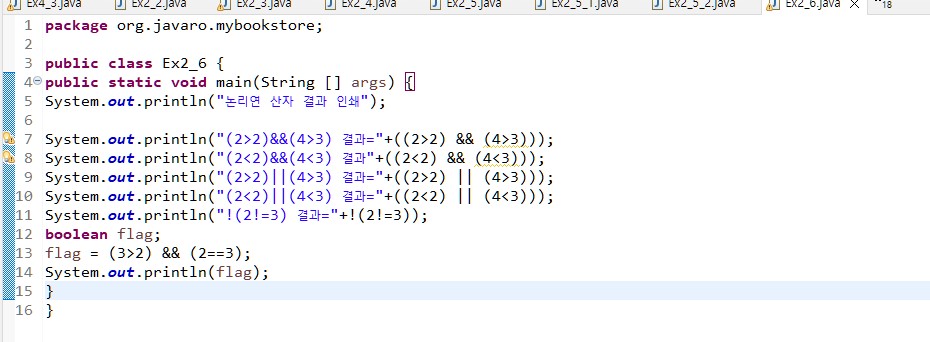 Ex4_3.java Ex2_2.java Ex2_3.java Ex2_4.java Ex2_5.java Ex2_5_1.java Ex2_5_2.java Ex2_6.java "18
1 package org.javaro.mybookstore;
2
3 public class Ex2_6 {
4 public static void main(String [] args) {
5 System.out.println("논리연 산자 결과 인쇄");
6
7 System.out.println("(2>2)&&(4>3) 결과="+((2>2) && (4>3)));
8 System.out.println("(2<2)&&(4<3) 결과"+((2<2) && (4<3)));
9 System.out.println("(2>2)||(4>3) 결과="+((2>2) || (4>3)));
10 System.out.println("(2<2)||(4<3) 결과="+((2<2) || (4<3)));
11 System.out.println("!(2!=3) 결과="+!(2!=3));
12 boolean flag;
13 flag = (3>2) && (2==3);
14 System.out.println(flag);
15 }
16 }